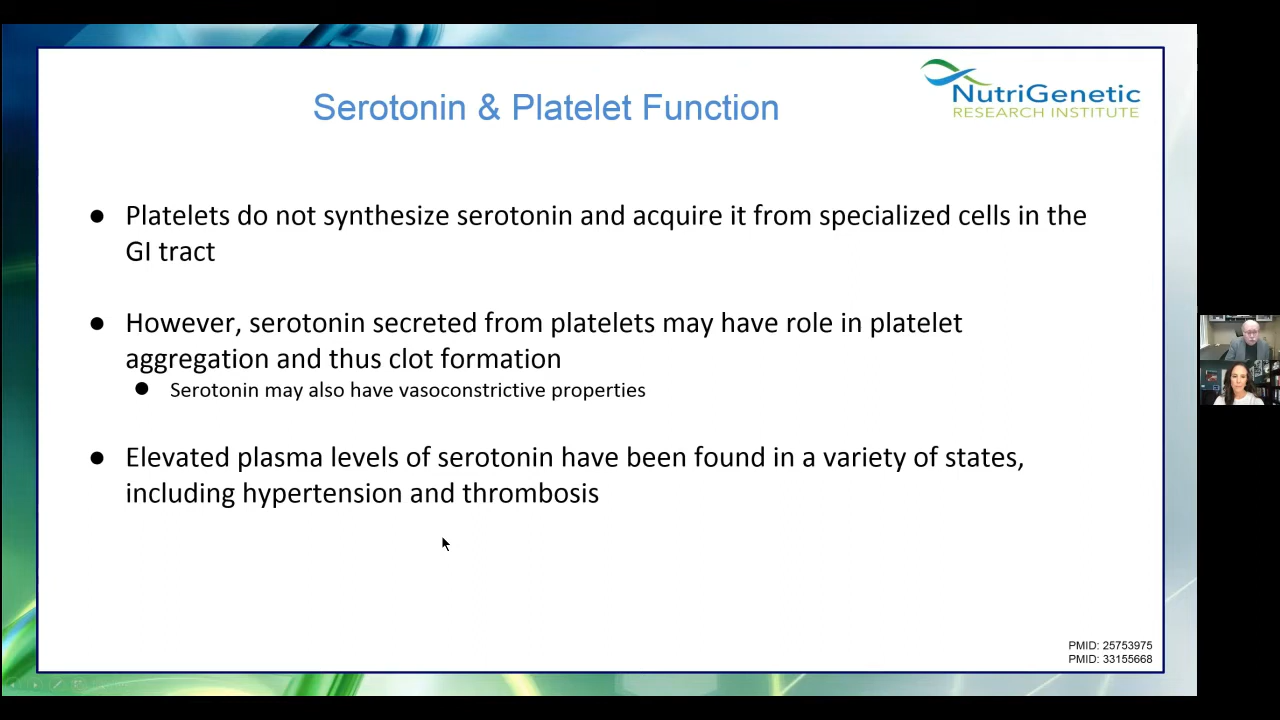 Serotonin & Platelet Function
NutriGenetic
RESEARCH INSTITUTE
● Platelets do not synthesize serotonin and acquire it from specialized cells in the
GI tract
● However, serotonin secreted from platelets may have role in platelet
aggregation and thus clot formation
● Serotonin may also have vasoconstrictive properties
● Elevated plasma levels of serotonin have been found in a variety of states,
including hypertension and thrombosis
PMID: 25753975
PMID: 33155668